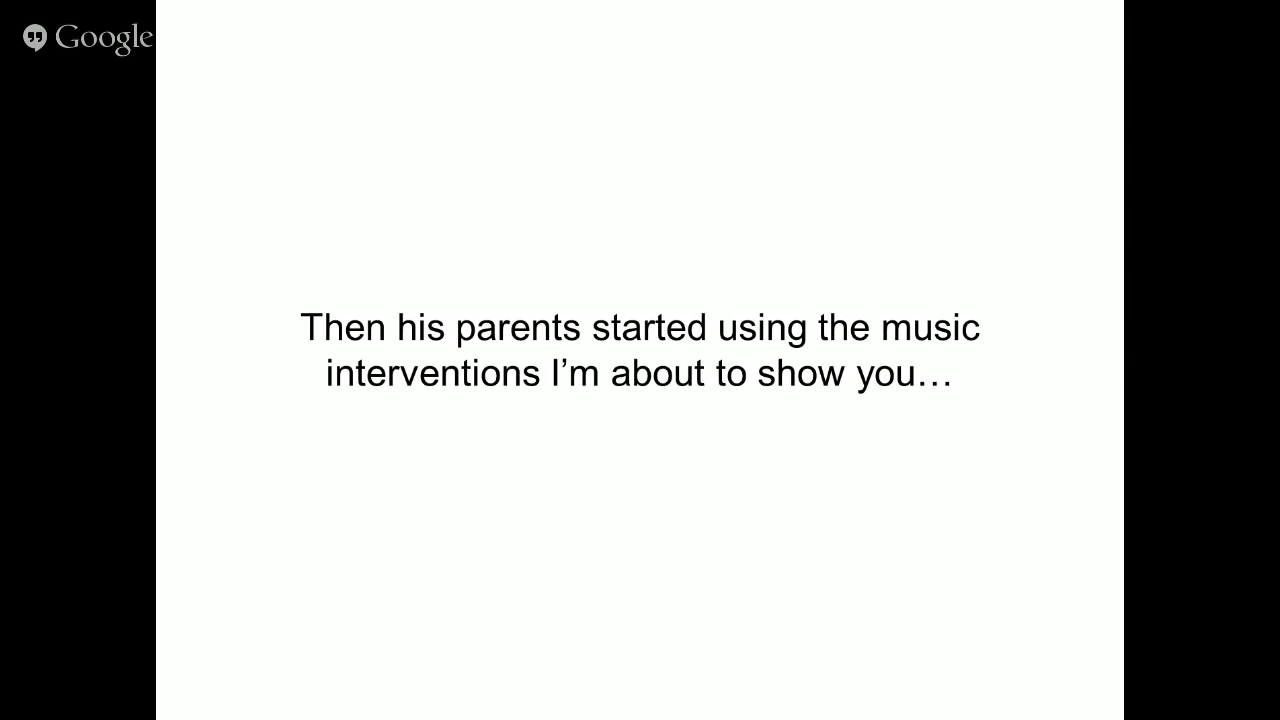 Google
Then his parents started using the music
interventions I’m about to show you…